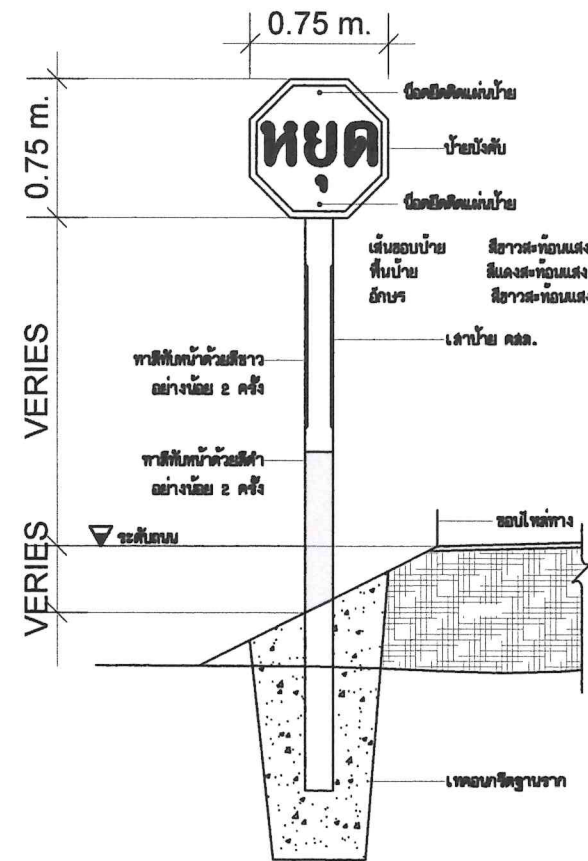 0.75 m.
0.75 m.
หยุด
น็อตยึดติดแผ่นป้าย
ป้ายบังคับ
น็อตยึดติดแผ่นป้าย
เส้นขอบป้าย สีขาวสะท้อนแสง
พื้นป้าย สีแดงสะท้อนแสง
อักษร สีขาวสะท้อนแสง
เสาป้าย คสล.
VERIES
ทาสีทับหน้าด้วยสีขาว
อย่างน้อย 2 ครั้ง
ทาสีทับหน้าด้วยสีดำ
อย่างน้อย 2 ครั้ง
ขอบไหล่ทาง
ระดับถนน
VERIES
เทคอนกรีตฐานราก